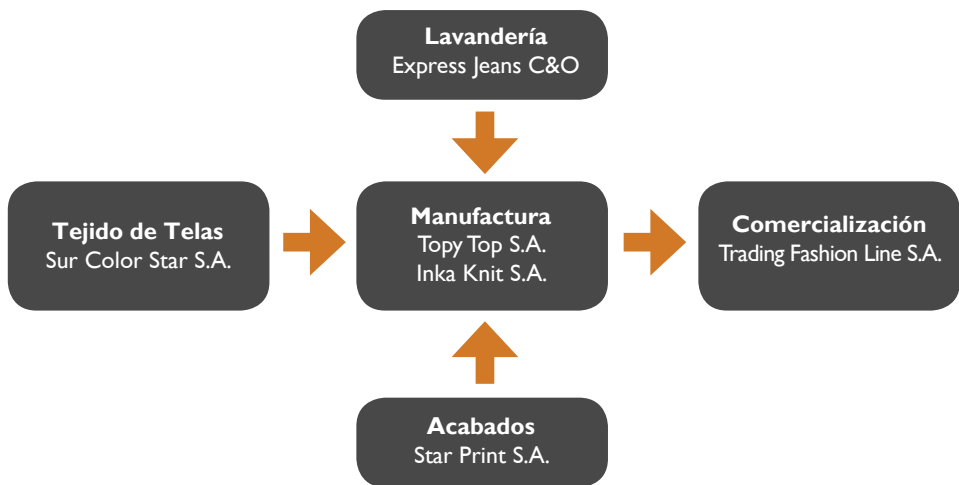 Lavandería
Express Jeans C&O
Tejido de Telas
Sur Color Star S.A.
Manufactura
Topy Top S.A.
Inka Knit S.A.
Comercialización
Trading Fashion Line S.A.
Acabados
Star Print S.A.